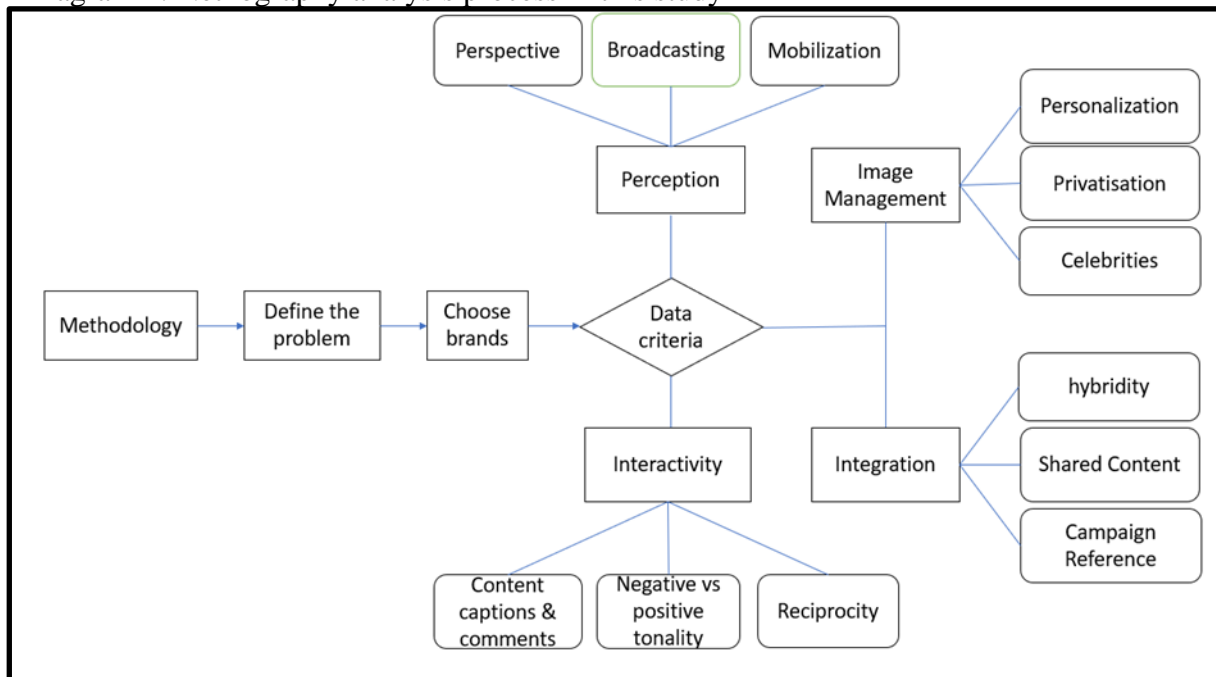 Perspective
Broadcasting
Mobilization
Personalization
Perception
Image
Management
Privatisation
Celebrities
Methodology
Define the
problem
Choose
brands
Data
criteria
hybridity
Interactivity
Integration
Shared Content
Campaign
Reference
Content
captions &
comments
Negative vs
positive
tonality
Reciprocity